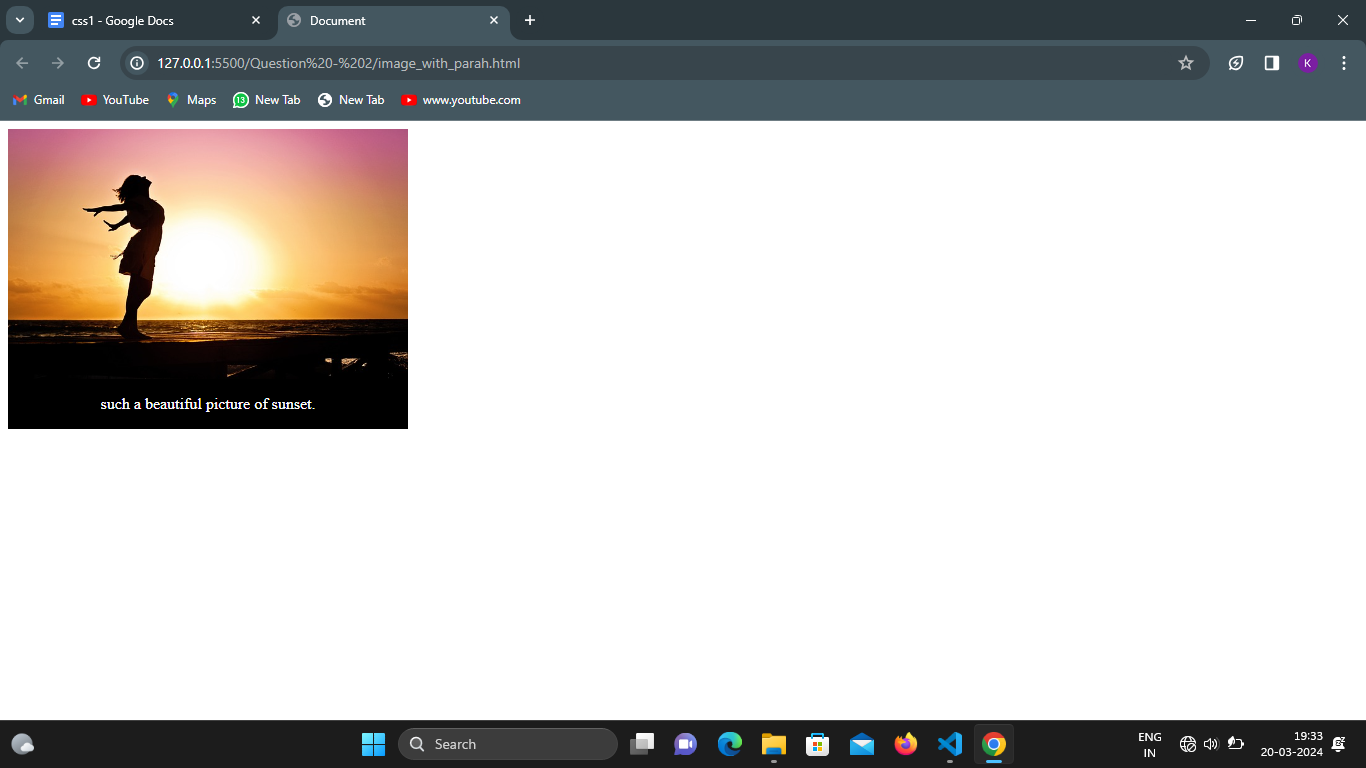 css1 - Google Docs
Document
127.0.0.1:5500/Question%20-%202/image_with_parah.html
K
Gmail
YouTube
Maps
13
New Tab
New Tab
www.youtube.com
such a beautiful picture of sunset.
Search
ENG
IN
19:33
20-03-2024